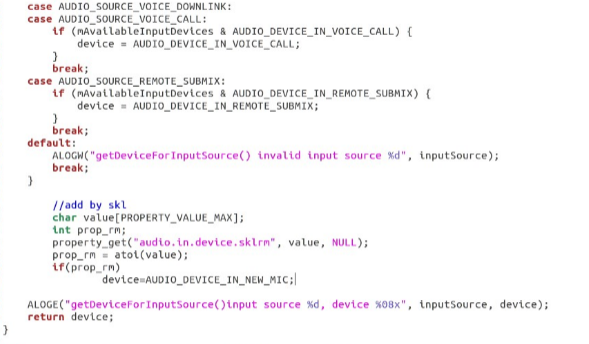 case AUDIO_SOURCE_VOICE_DOWNLINK:
case AUDIO_SOURCE_VOICE_CALL:
if (mAvailableInputDevices & AUDIO_DEVICE_IN_VOICE_CALL) {
device = AUDIO_DEVICE_IN_VOICE_CALL;
}
break;
case AUDIO_SOURCE_REMOTE_SUBMIX:
if (mAvailableInputDevices & AUDIO_DEVICE_IN_REMOTE_SUBMIX) {
device = AUDIO_DEVICE_IN_REMOTE_SUBMIX;
}
break;
default:
ALOGW("getDeviceForInputSource() invalid input source %d", inputSource);
break;
}
//add by skl
char value[PROPERTY_VALUE_MAX];
int prop_rm;
property_get("audio.in.device.sklrm", value, NULL);
prop_rm = atoi(value);
if(prop_rm)
device=AUDIO_DEVICE_IN_NEW_MIC;
ALOGE("getDeviceForInputSource()input source %d, device %08x", inputSource, device);
return device;
}